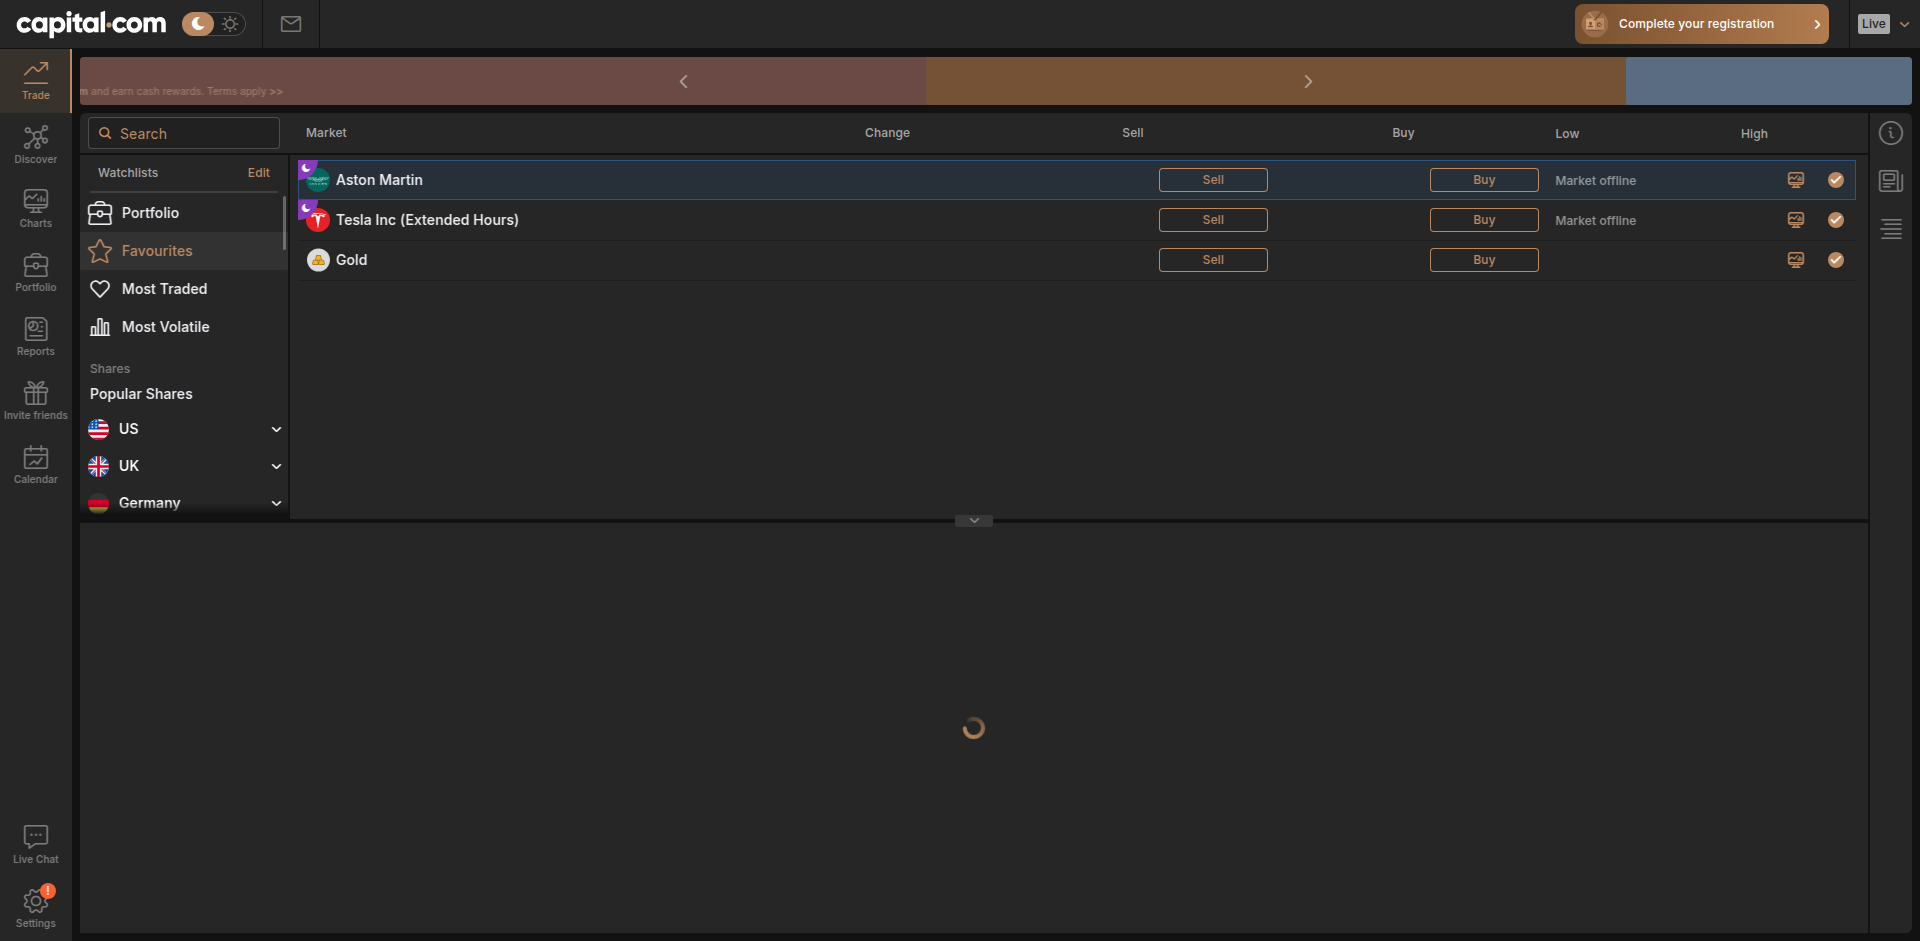 capital.com
Complete your registration
Live
Trade
Discover
Charts
Portfolio
Reports
Invite friends
Calendar
Live Chat
!
Settings
m and earn cash rewards. Terms apply >>
Search
Watchlists Edit
Portfolio
Favourites
Most Traded
Most Volatile
Shares
Popular Shares
US
UK
Germany
Market Change Sell Buy Low High
Aston Martin Sell Buy Market offline
Tesla Inc (Extended Hours) Sell Buy Market offline
Gold Sell Buy